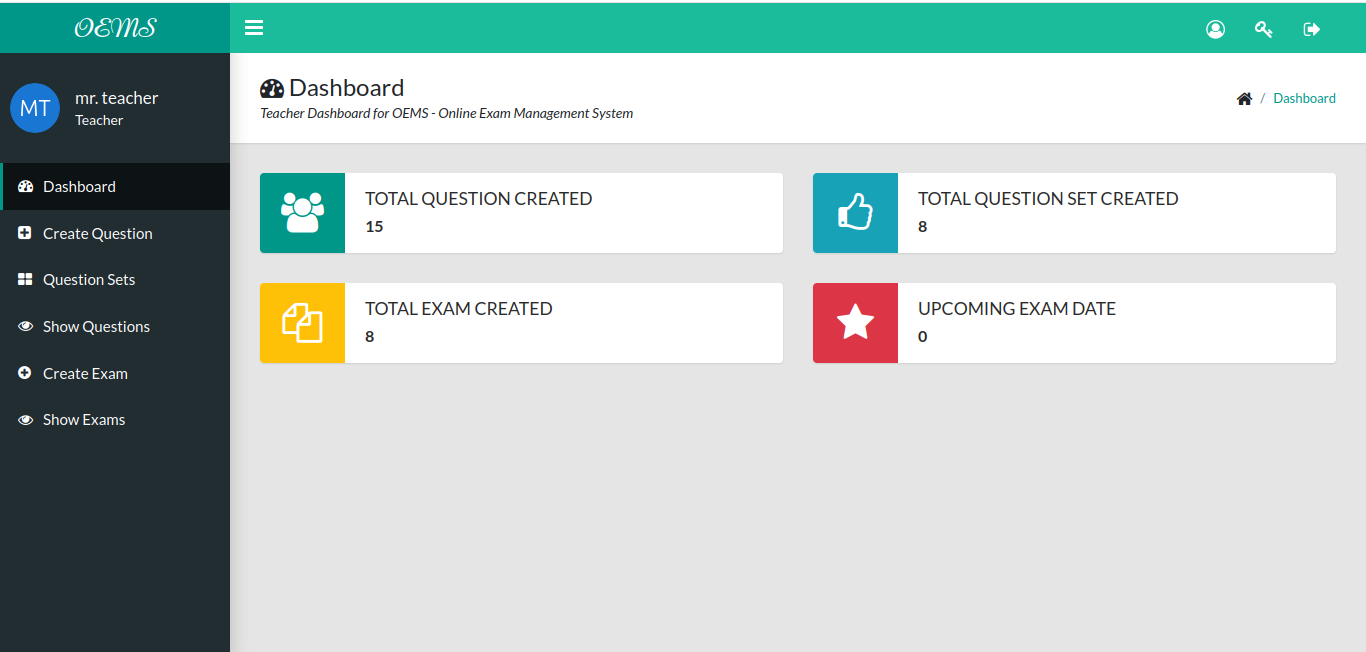 OEMS
MT
mr. teacher
Teacher
Dashboard
Create Question
Question Sets
Show Questions
Create Exam
Show Exams
Dashboard
Teacher Dashboard for OEMS - Online Exam Management System
/ Dashboard
TOTAL QUESTION CREATED
15
TOTAL QUESTION SET CREATED
8
TOTAL EXAM CREATED
8
UPCOMING EXAM DATE
0